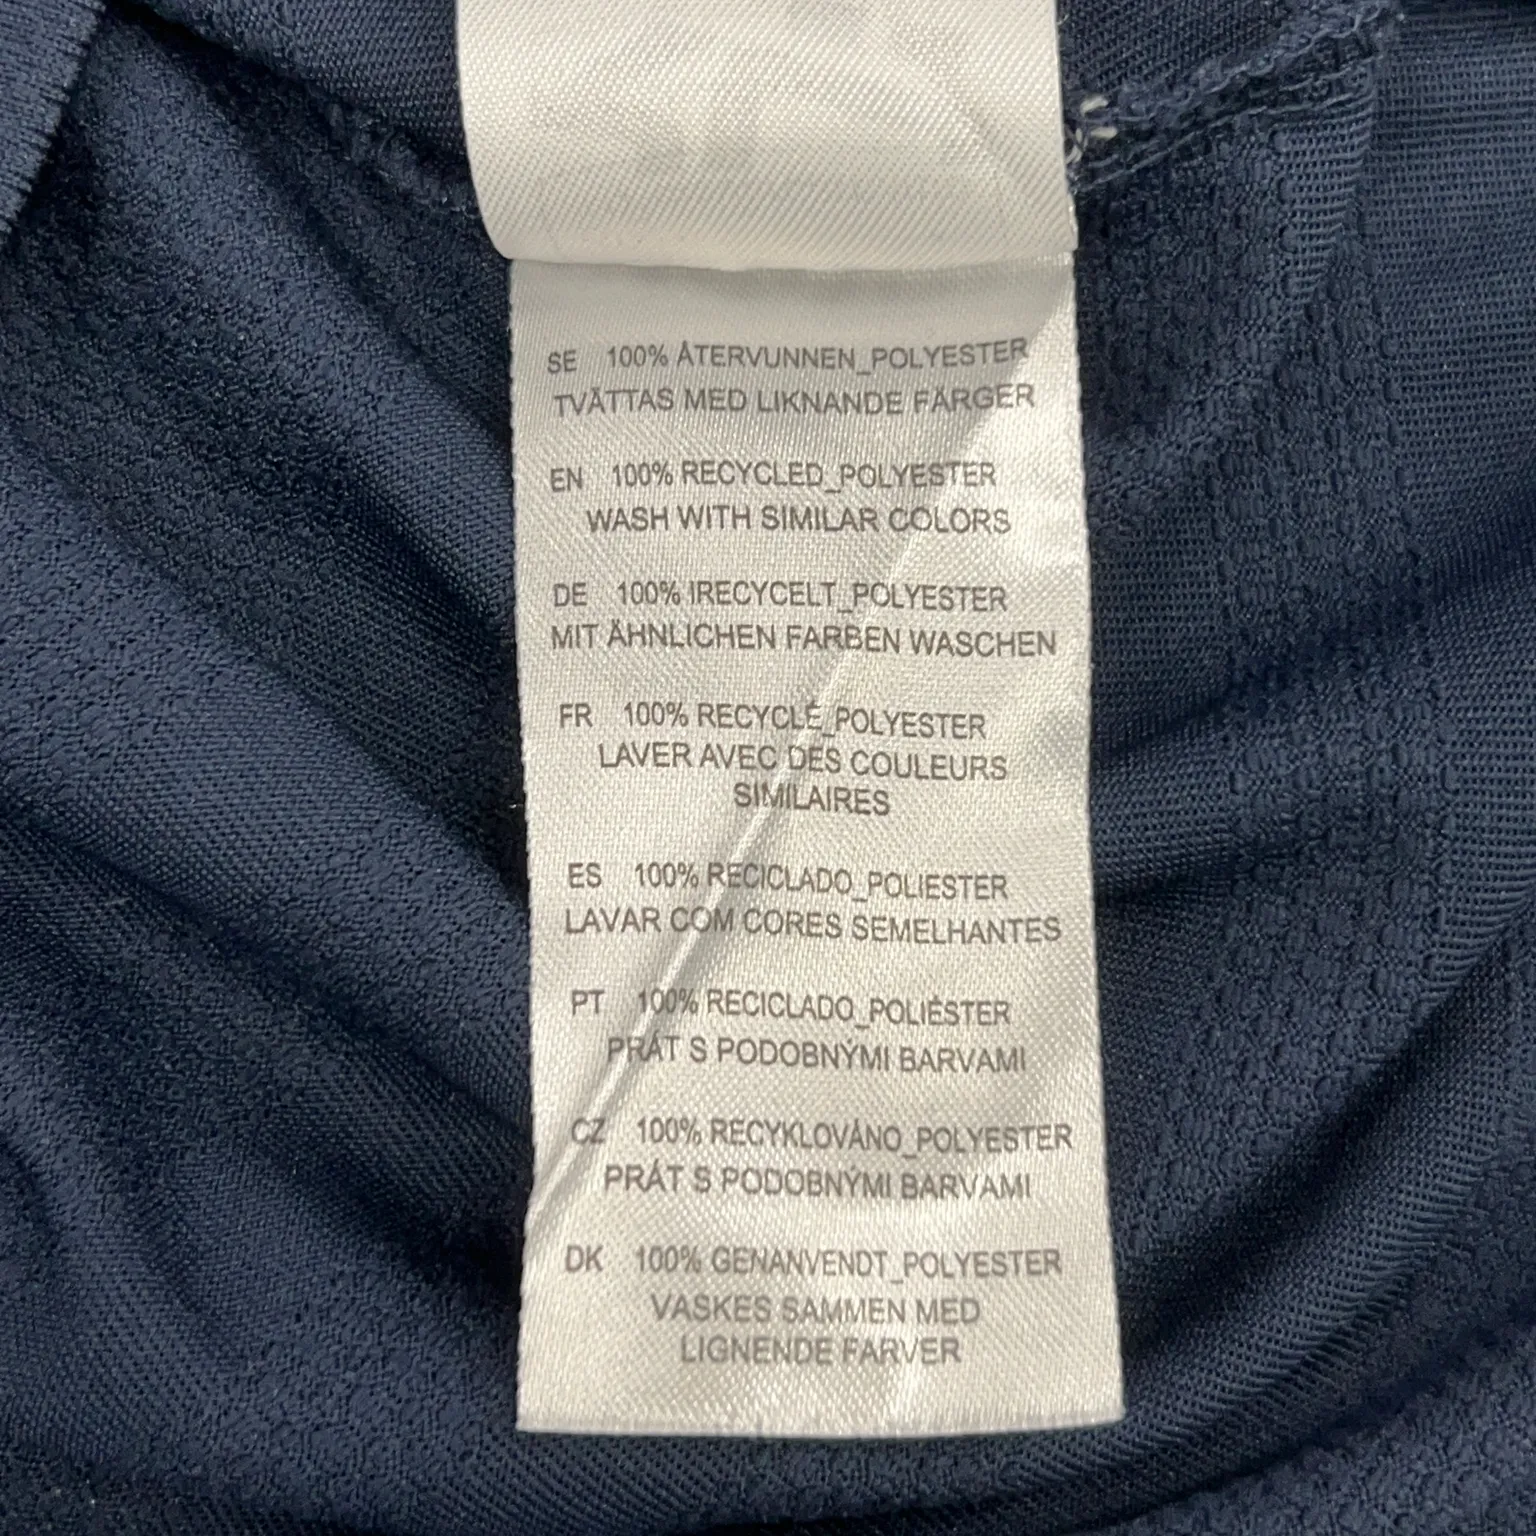 SE 100% ÅTERVUNNEN_POLYESTER
TVÄTTAS MED LIKNANDE FÄRGER
EN 100% RECYCLED_POLYESTER
WASH WITH SIMILAR COLORS
DE 100% IRECYCELT_POLYESTER
MIT ÄHNLICHEN FARBEN WASCHEN
FR 100% RECYCLÉ_POLYESTER
LAVER AVEC DES COULEURS
SIMILAIRES
ES 100% RECICLADO_POLIESTER
LAVAR COM CORES SEMELHANTES
PT 100% RECICLADO_POLIÉSTER
PRÁT S PODOBNÝMI BARVAMI
CZ 100% RECYKLOVÁNO_POLYESTER
PRÁT S PODOBNÝMI BARVAMI
DK 100% GENANVENDT_POLYESTER
VASKES SAMMEN MED
LIGNENDE FARVER